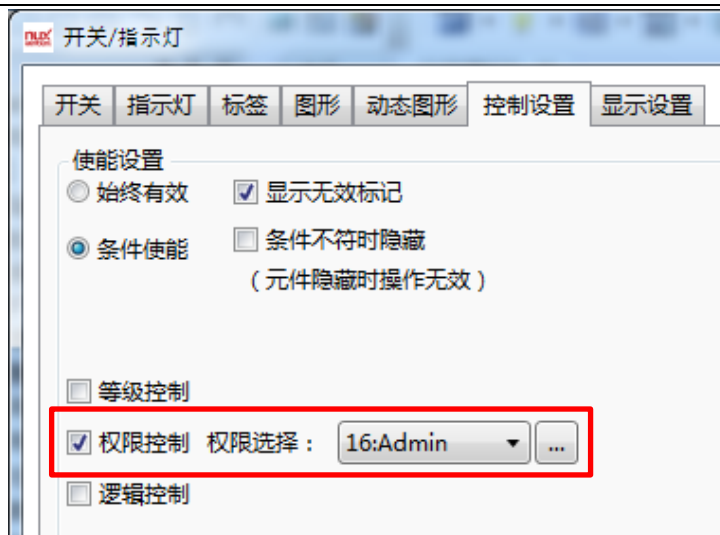 开关/指示灯
开关 指示灯 标签 图形 动态图形 控制设置 显示设置
使能设置
始终有效 显示无效标记
条件使能 条件不符时隐藏
（元件隐藏时操作无效）
等级控制
权限控制 权限选择： 16:Admin ...
逻辑控制